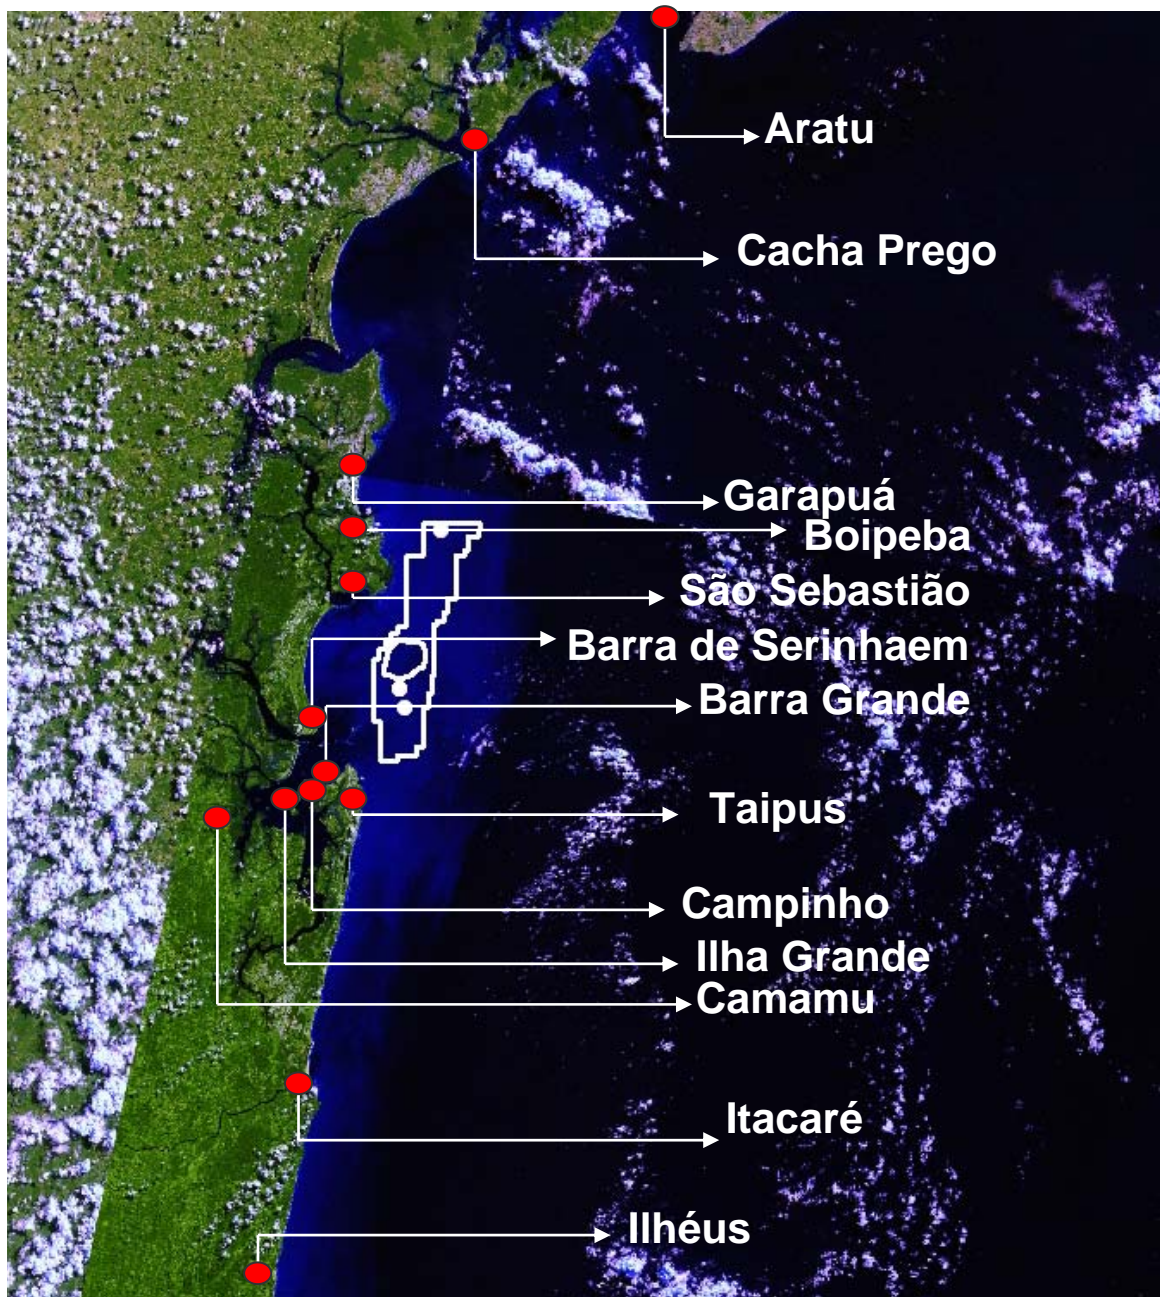 Aratu
Cacha Prego
Garapuá
Boipeba
São Sebastião
Barra de Serinhaem
Barra Grande
Taipus
Campinho
Ilha Grande
Camamu
Itacaré
Ilhéus